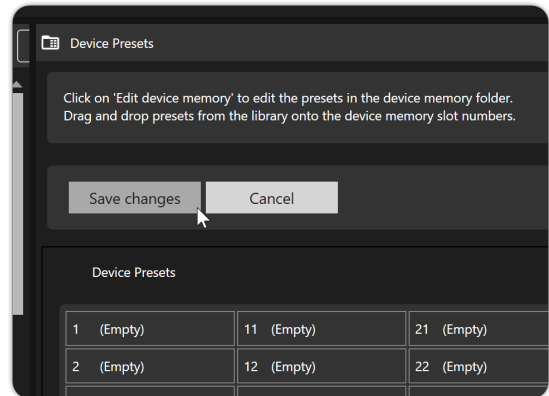 Device Presets
Click on 'Edit device memory' to edit the presets in the device memory folder.
Drag and drop presets from the library onto the device memory slot numbers.
Save changes Cancel
Device Presets
1 (Empty) 11 (Empty) 21 (Empty)
2 (Empty) 12 (Empty) 22 (Empty)